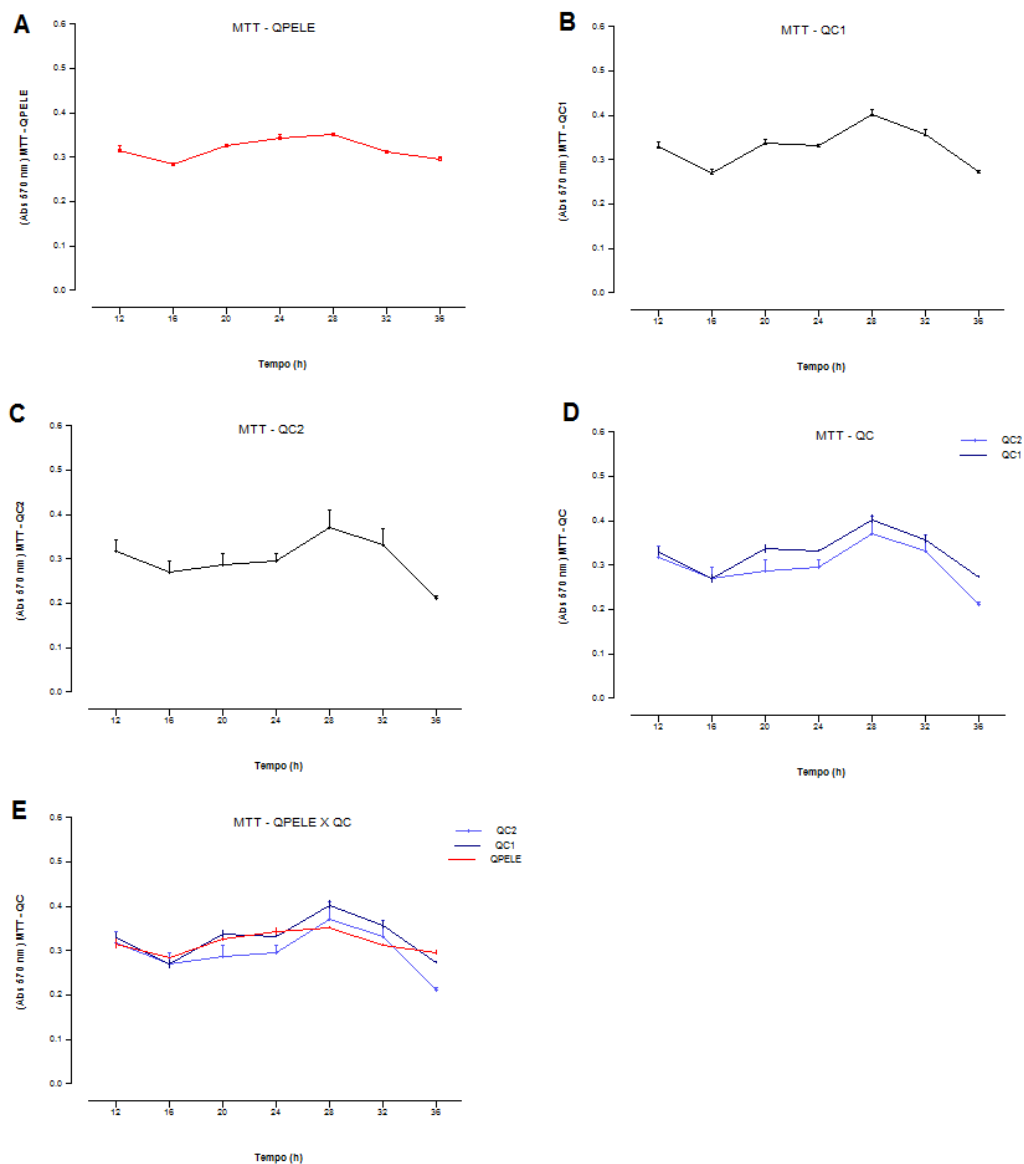 A
MTT - QPELE
(Abs 570 nm) MTT - QPELE
0.6
0.5
0.4
0.3
0.2
0.1
0.0
12 16 20 24 28 32 36
Tempo (h)
B
MTT - QC1
(Abs 570 nm) MTT - QC1
0.6
0.5
0.4
0.3
0.2
0.1
0.0
12 16 20 24 28 32 36
Tempo (h)
C
MTT - QC2
(Abs 570 nm) MTT - QC2
0.6
0.5
0.4
0.3
0.2
0.1
0.0
12 16 20 24 28 32 36
Tempo (h)
D
MTT - QC
QC2
QC1
(Abs 570 nm) MTT - QC
0.6
0.5
0.4
0.3
0.2
0.1
0.0
12 16 20 24 28 32 36
Tempo (h)
E
MTT - QPELE X QC
QC2
QC1
QPELE
(Abs 570 nm) MTT - QC
0.6
0.5
0.4
0.3
0.2
0.1
0.0
12 16 20 24 28 32 36
Tempo (h)